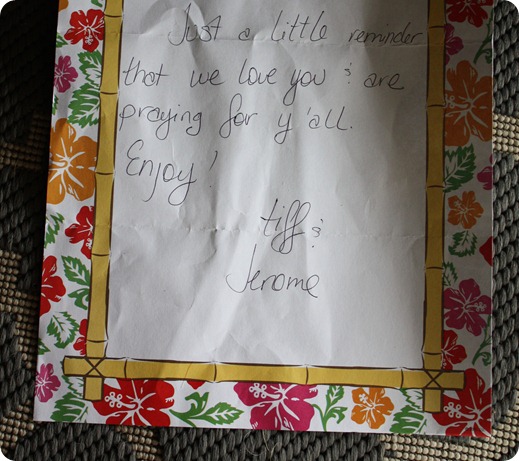 Just a little reminder
that we love you & are
praying for y'all.
Enjoy!
tiff &
Jerome